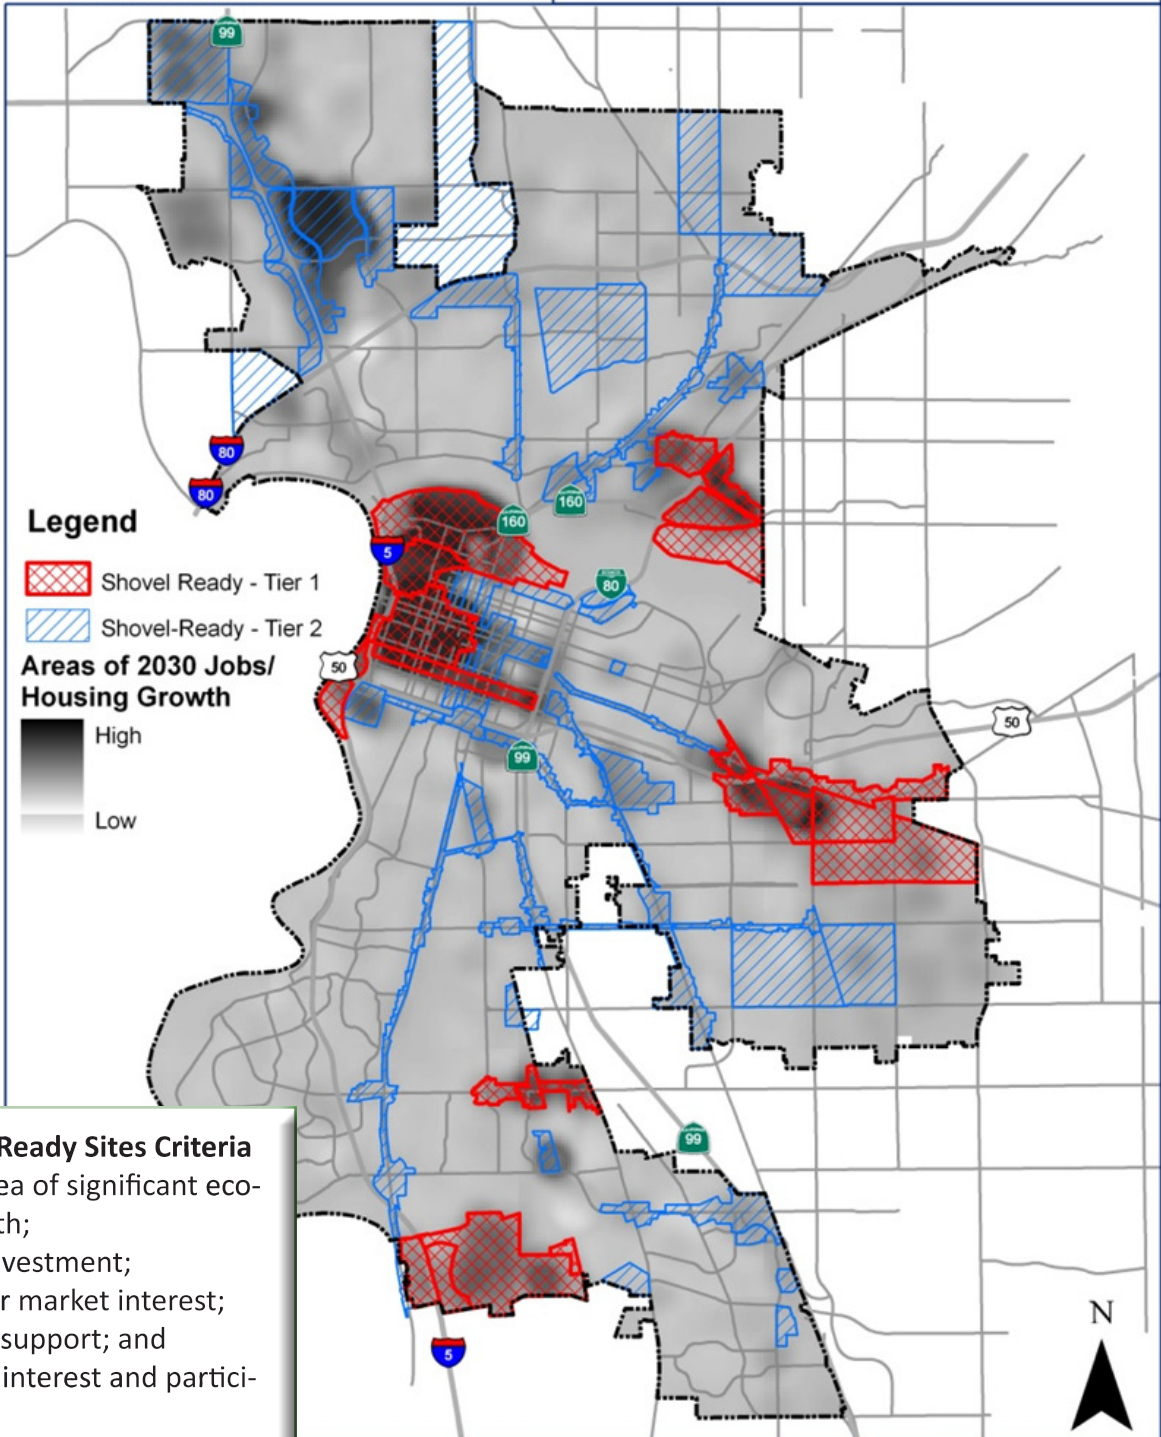 99
80
80
Legend
160
160
5
Shovel Ready - Tier 1
80
Shovel-Ready - Tier 2
Areas of 2030 Jobs/
50
Housing Growth
50
High
99
Low
99
Ready Sites Criteria
ea of significant eco-
th;
vestment;
r market interest;
support; and
interest and partici-
N
5